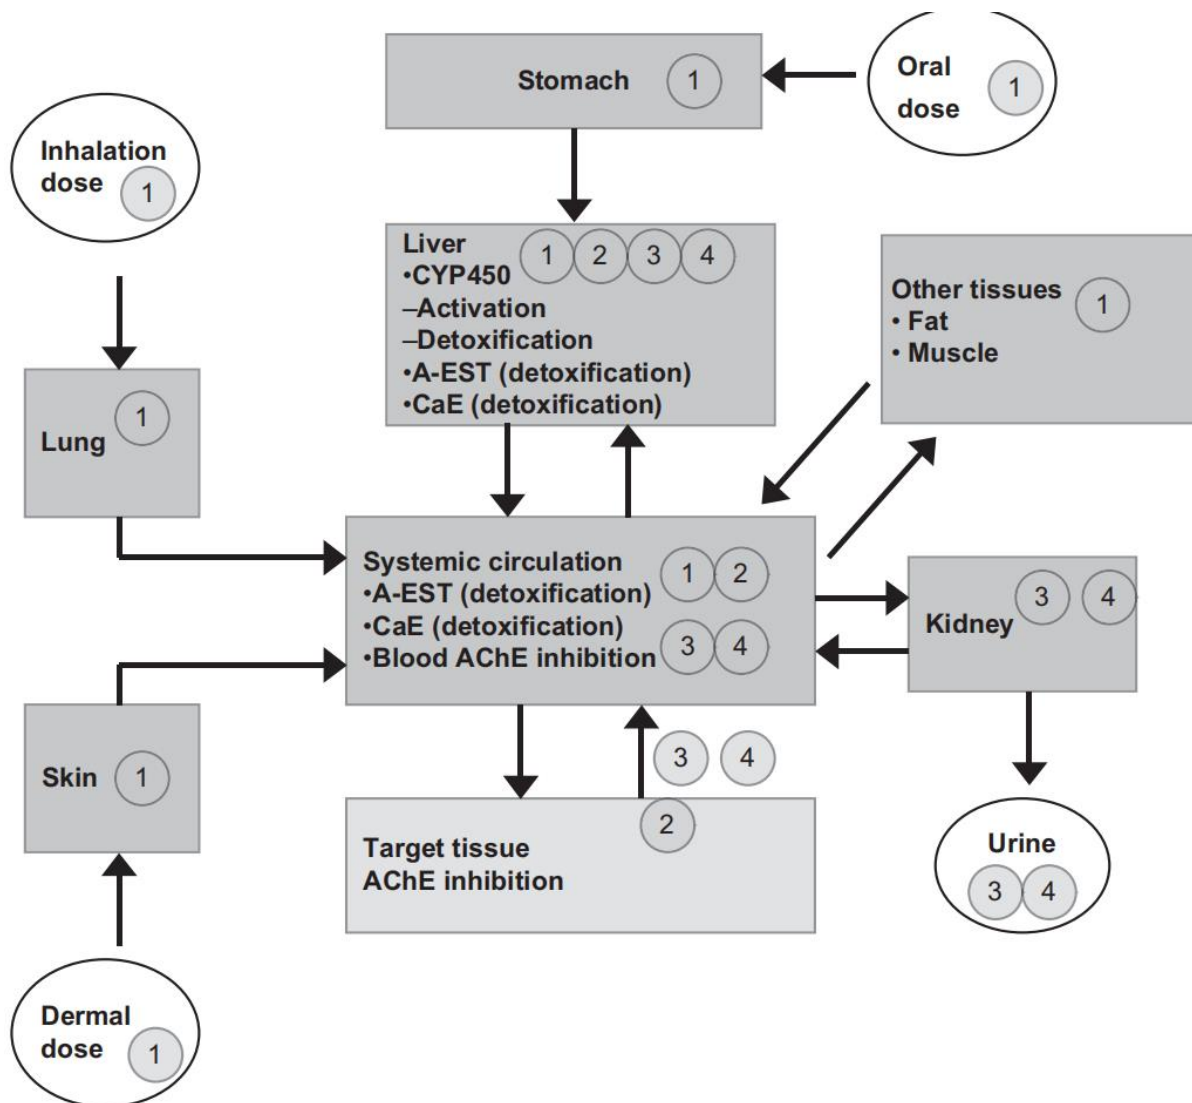 Stomach 1
Oral
dose 1
Inhalation
dose 1
Liver 1 2 3 4
•CYP450
–Activation
–Detoxification
•A-EST (detoxification)
•CaE (detoxification)
Other tissues 1
• Fat
• Muscle
Lung 1
Systemic circulation 1 2
•A-EST (detoxification)
•CaE (detoxification)
•Blood AChE inhibition 3 4
Kidney 3 4
Skin 1
3 4
2
Target tissue
AChE inhibition
Urine
3 4
Dermal
dose 1